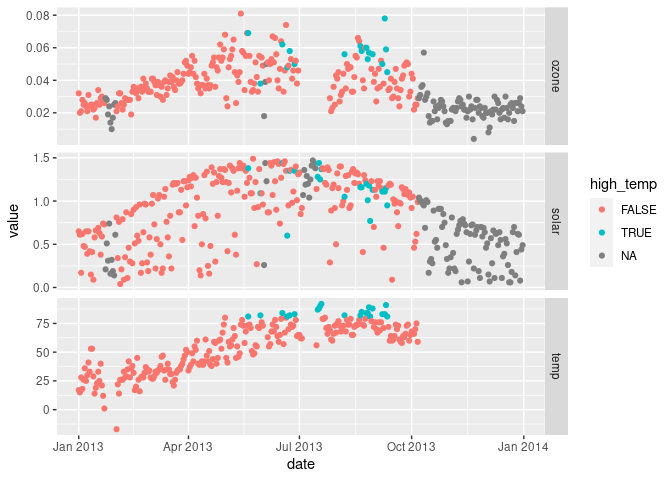 0.08
0.06
0.04
0.02
ozone
1.5
1.0
0.5
0.0
solar
75
50
25
0
temp
value
Jan 2013
Apr 2013
Jul 2013
Oct 2013
Jan 2014
date
high_temp
FALSE
TRUE
NA